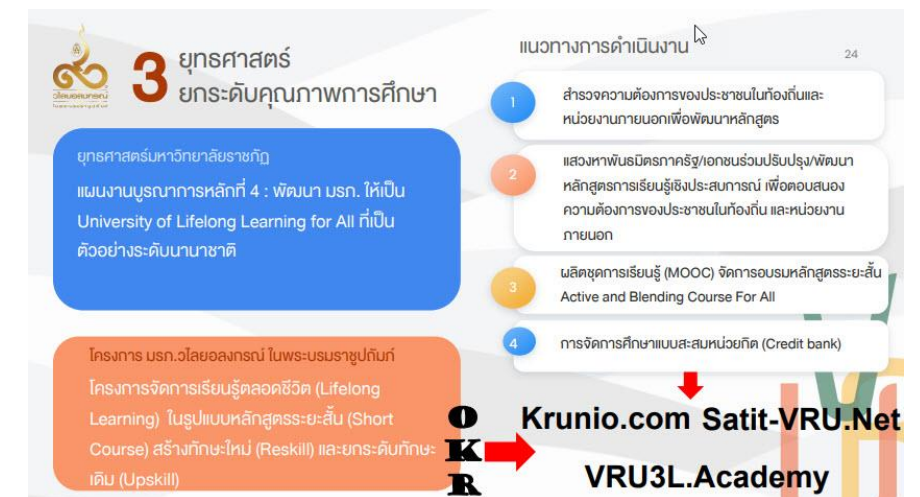 3
ยุทธศาสตร์
ยกระดับคุณภาพการศึกษา
ยุทธศาสตร์มหาวิทยาลัยราชภัฏ
แผนงานบูรณาการหลักที่ 4 : พัฒนา มรภ. ให้เป็น
University of Lifelong Learning for All ที่เป็น
ตัวอย่างระดับนานาชาติ
โครงการ มรภ.วไลยอลงกรณ์ ในพระบรมราชูปถัมภ์
โครงการจัดการเรียนรู้ตลอดชีวิต (Lifelong
Learning) ในรูปแบบหลักสูตรระยะสั้น (Short
Course) สร้างทักษะใหม่ (Reskill) และยกระดับทักษะ
เดิม (Upskill)
แนวทางการดำเนินงาน
24
1
สำรวจความต้องการของประชาชนในท้องถิ่นและ
หน่วยงานภายนอกเพื่อพัฒนาหลักสูตร
2
แสวงหาพันธมิตรภาครัฐ/เอกชนร่วมปรับปรุง/พัฒนา
หลักสูตรการเรียนรู้เชิงประสบการณ์ เพื่อตอบสนอง
ความต้องการของประชาชนในท้องถิ่น และหน่วยงาน
ภายนอก
3
ผลิตชุดการเรียนรู้ (MOOC) จัดการอบรมหลักสูตรระยะสั้น
Active and Blending Course For All
4
การจัดการศึกษาแบบสะสมหน่วยกิต (Credit bank)
O
K
R
Krunio.com Satit-VRU.Net
VRU3L.Academy